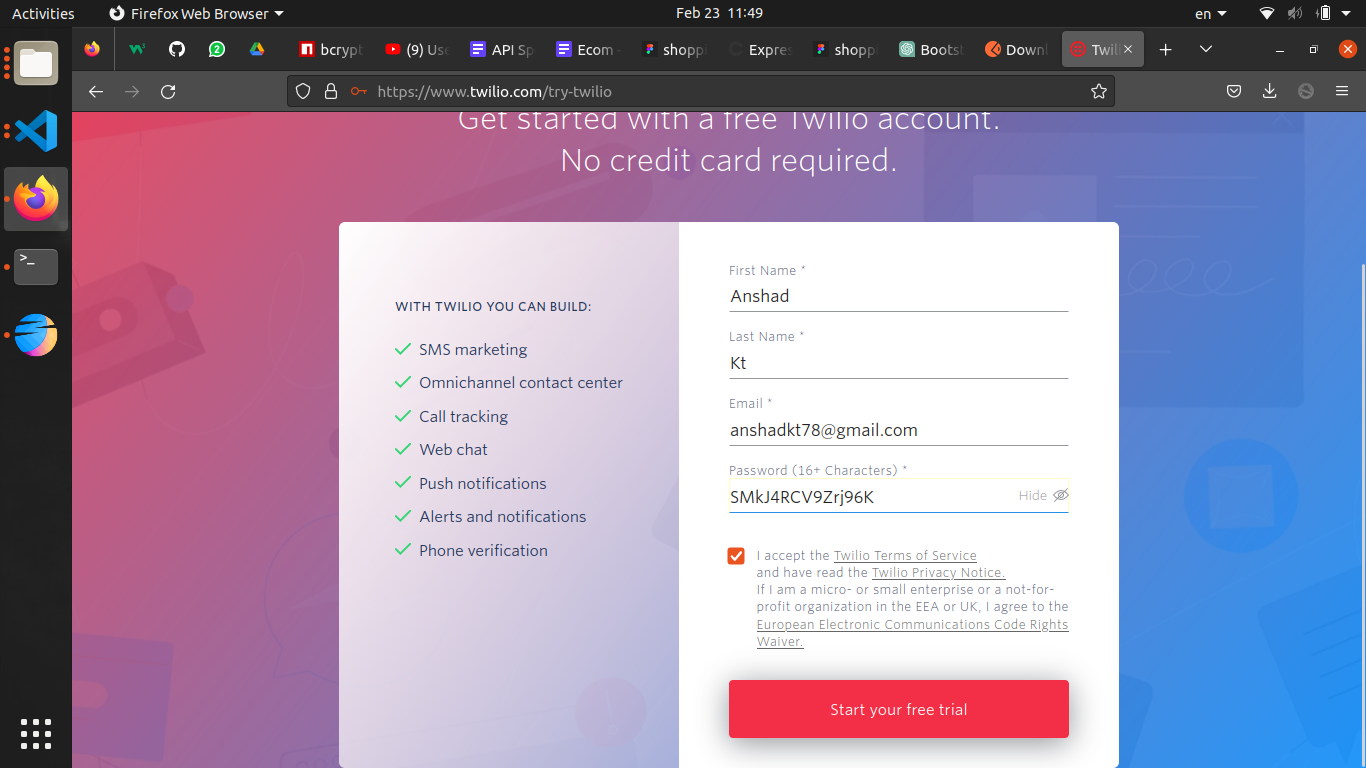 Activities
Firefox Web Browser
Feb 23 11:49
en
bcrypt
(9) Use
API Sp
Ecom -
shoppi
Expres
shoppi
Bootst
Downl
Twili
https://www.twilio.com/try-twilio
Get started with a free Twilio account.
No credit card required.
WITH TWILIO YOU CAN BUILD:
SMS marketing
Omnichannel contact center
Call tracking
Web chat
Push notifications
Alerts and notifications
Phone verification
First Name *
Anshad
Last Name *
Kt
Email *
anshadkt78@gmail.com
Password (16+ Characters) *
SMkJ4RCV9Zrj96K
Hide
I accept the Twilio Terms of Service
and have read the Twilio Privacy Notice.
If I am a micro- or small enterprise or a not-for-
profit organization in the EEA or UK, I agree to the
European Electronic Communications Code Rights
Waiver.
Start your free trial